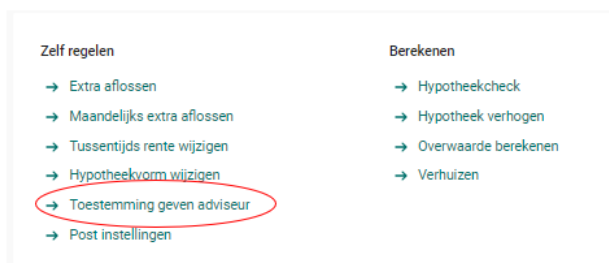 Zelf regelen
→ Extra aflossen
→ Maandelijks extra aflossen
→ Tussentijds rente wijzigen
→ Hypotheekvorm wijzigen
→ Toestemming geven adviseur
→ Post instellingen
Berekenen
→ Hypotheekcheck
→ Hypotheek verhogen
→ Overwaarde berekenen
→ Verhuizen